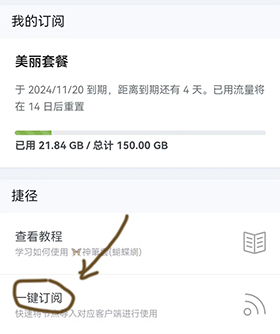 我的订阅
美丽套餐
于 2024/11/20 到期，距离到期还有 4 天。已用流量将
在 14 日后重置
已用 21.84 GB / 总计 150.00 GB
捷径
查看教程
学习如何使用 神筆雲(蝴蝶網)
一键订阅
快速将节点导入对应客户端进行使用